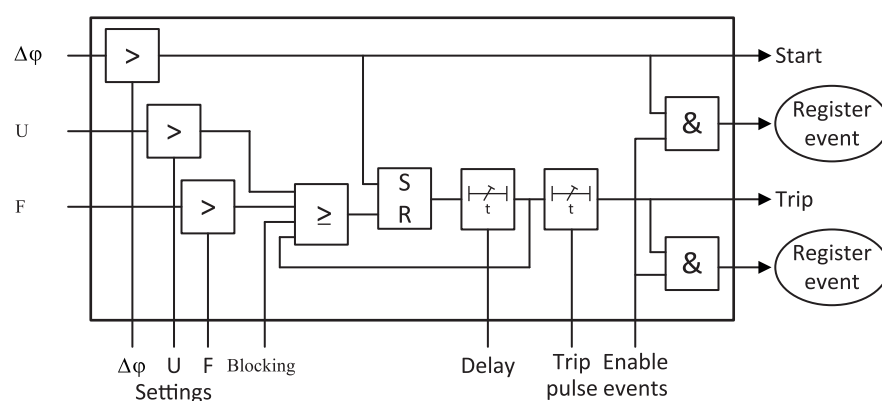 Δφ
>
Start
&
Register
event
U
>
F
>
≥
S
R
t
t
Trip
&
Register
event
Δφ U F Blocking Delay Trip Enable
Settings pulse events